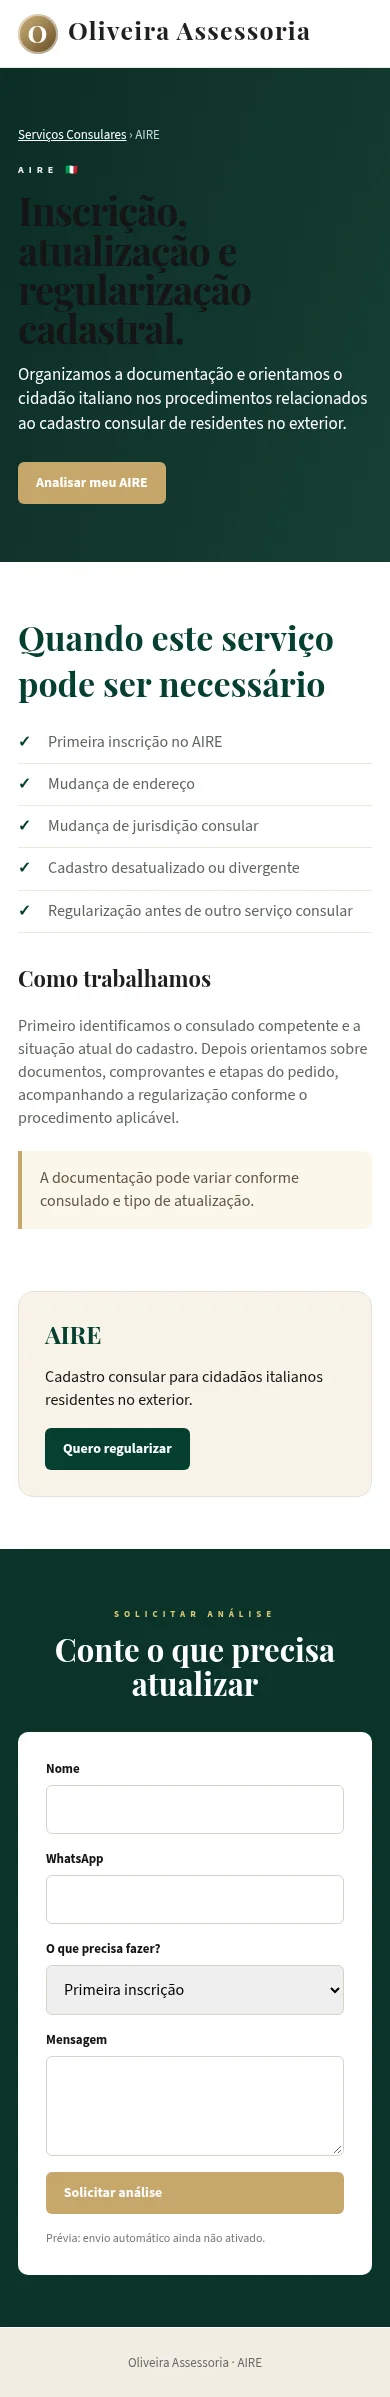 O Oliveira Assessoria
Serviços Consulares › AIRE
AIRE 🇮🇹
Inscrição,
atualização e
regularização
cadastral.
Organizamos a documentação e orientamos o
cidadão italiano nos procedimentos relacionados
ao cadastro consular de residentes no exterior.
Analisar meu AIRE
Quando este serviço
pode ser necessário
✓ Primeira inscrição no AIRE
✓ Mudança de endereço
✓ Mudança de jurisdição consular
✓ Cadastro desatualizado ou divergente
✓ Regularização antes de outro serviço consular
Como trabalhamos
Primeiro identificamos o consulado competente e a
situação atual do cadastro. Depois orientamos sobre
documentos, comprovantes e etapas do pedido,
acompanhando a regularização conforme o
procedimento aplicável.
A documentação pode variar conforme
consulado e tipo de atualização.
AIRE
Cadastro consular para cidadãos italianos
residentes no exterior.
Quero regularizar
SOLICITAR ANÁLISE
Conte o que precisa
atualizar
Nome
WhatsApp
O que precisa fazer?
Primeira inscrição
Mensagem
Solicitar análise
Prévia: envio automático ainda não ativado.
Oliveira Assessoria · AIRE